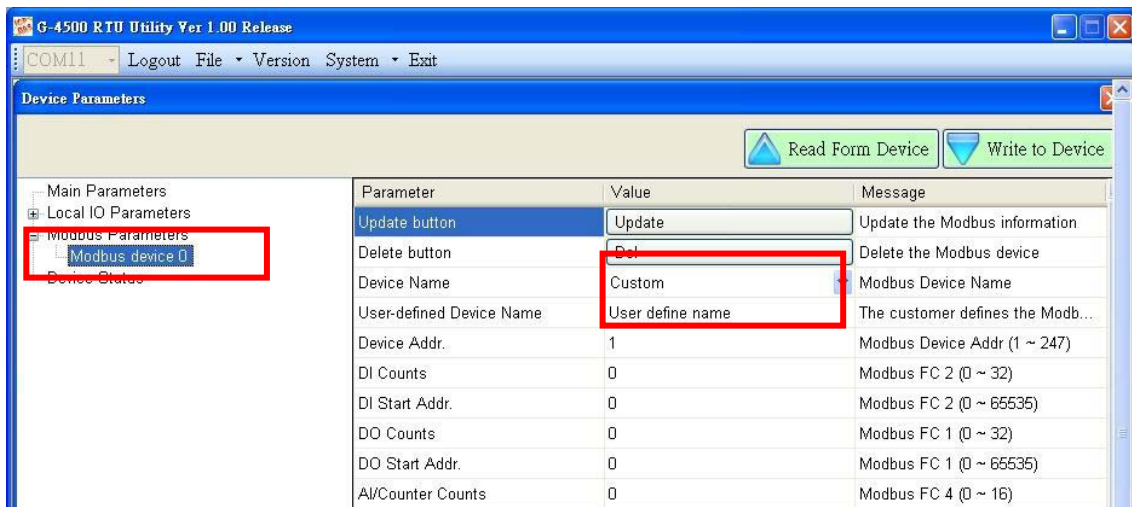 G-4500 RTU Utility Ver 1.00 Release
COM11 Logout File Version System Exit
Device Parameters
Read Form Device Write to Device
Main Parameters
Local IO Parameters
Modbus Parameters
Modbus device 0
Device Status
Parameter Value Message
Update button Update Update the Modbus information
Delete button Del Delete the Modbus device
Device Name Custom Modbus Device Name
User-defined Device Name User define name The customer defines the Modb...
Device Addr. 1 Modbus Device Addr (1 ~ 247)
DI Counts 0 Modbus FC 2 (0 ~ 32)
DI Start Addr. 0 Modbus FC 2 (0 ~ 65535)
DO Counts 0 Modbus FC 1 (0 ~ 32)
DO Start Addr. 0 Modbus FC 1 (0 ~ 65535)
AI/Counter Counts 0 Modbus FC 4 (0 ~ 16)